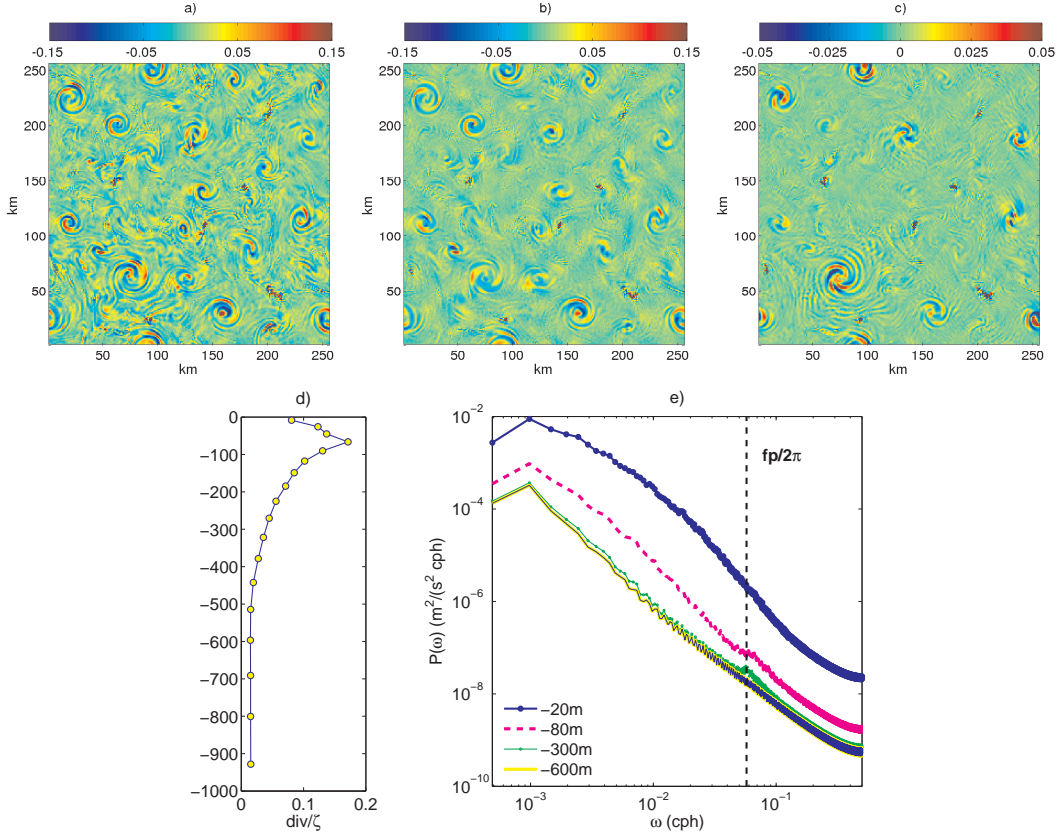 a)
b)
c)
-0.15 -0.05 0.05 0.15
-0.15 -0.05 0.05 0.15
-0.05 -0.025 0 0.025 0.05
250
200
150
100
50
km
50 100 150 200 250
km
250
200
150
100
50
km
50 100 150 200 250
km
250
200
150
100
50
km
50 100 150 200 250
km
d)
0
−100
−200
−300
−400
−500
−600
−700
−800
−900
−1000
0 0.1 0.2
div/ζ
e)
10⁻²
10⁻⁴
10⁻⁶
10⁻⁸
10⁻¹⁰
P(ω) (m²/(s² cph)
fp/2π
−20m
−80m
−300m
−600m
10⁻³ 10⁻² 10⁻¹
ω (cph)